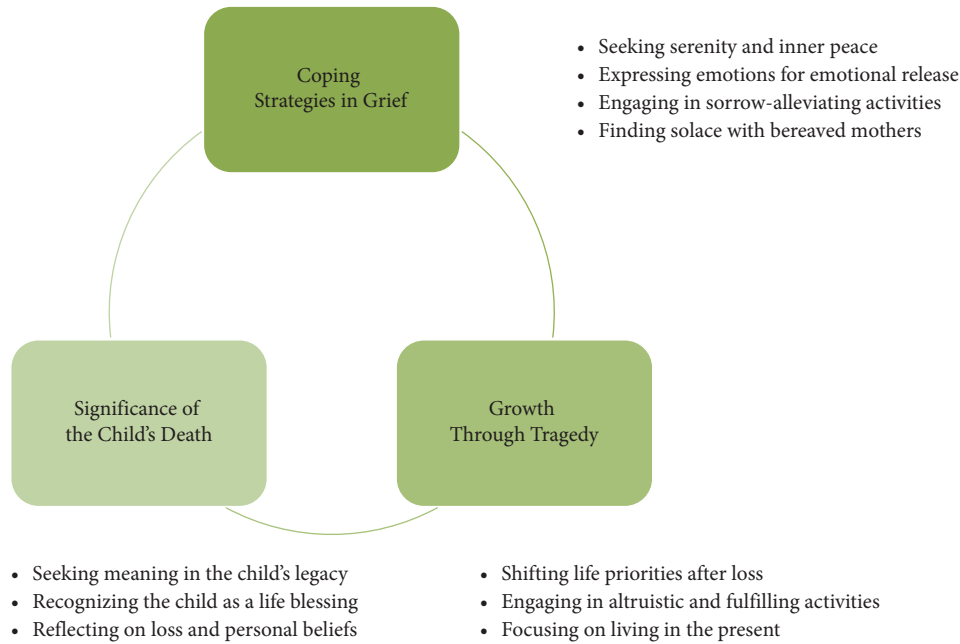 Coping
Strategies in Grief
• Seeking serenity and inner peace
• Expressing emotions for emotional release
• Engaging in sorrow-alleviating activities
• Finding solace with bereaved mothers
Significance of
the Child's Death
Growth
Through Tragedy
• Seeking meaning in the child's legacy
• Recognizing the child as a life blessing
• Reflecting on loss and personal beliefs
• Shifting life priorities after loss
• Engaging in altruistic and fulfilling activities
• Focusing on living in the present